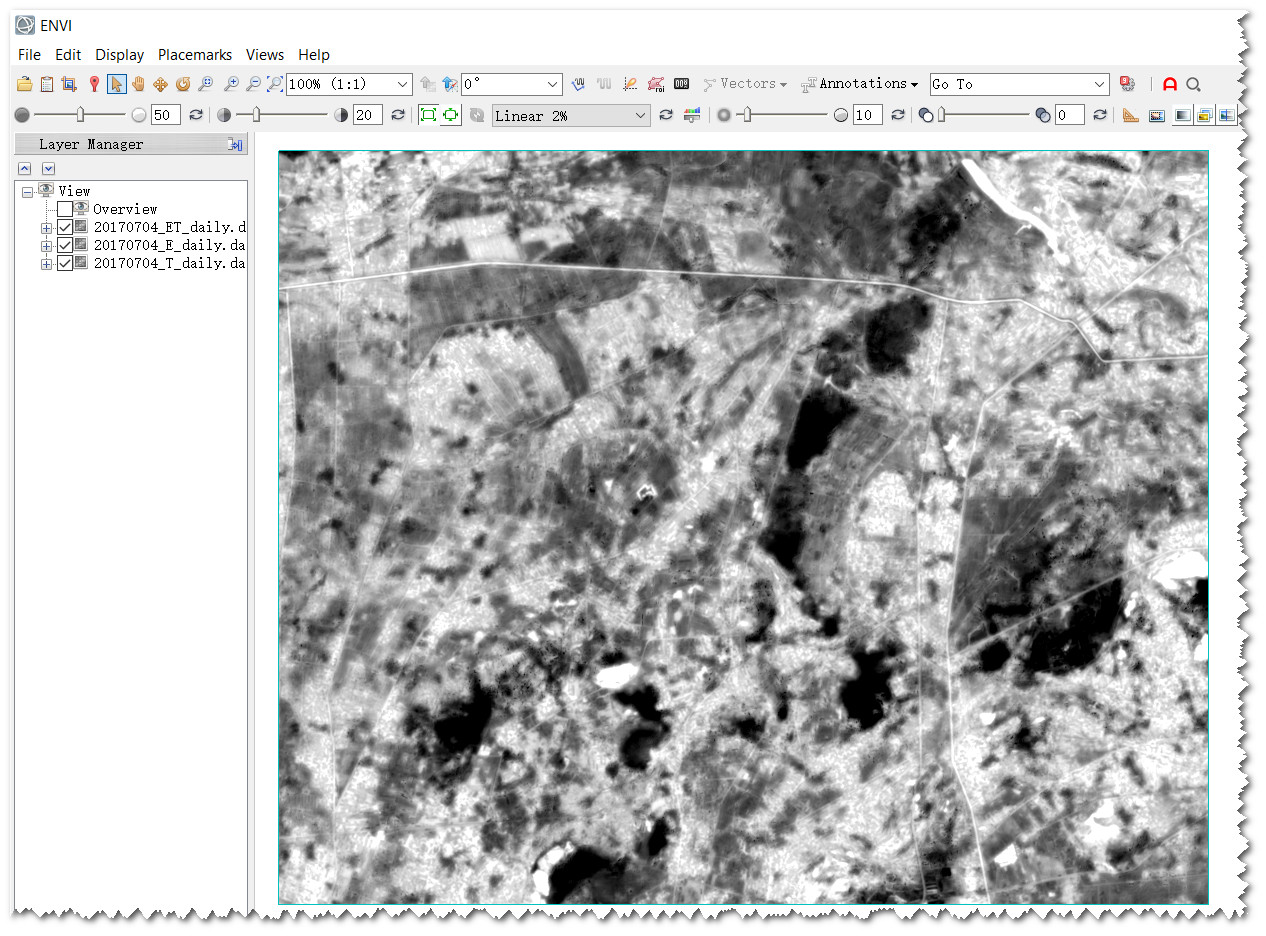 ENVI
File Edit Display Placemarks Views Help
100% (1:1) 0° Vectors Annotations Go To
50 20 Linear 2% 10 0
Layer Manager
View
Overview
20170704_ET_daily.d
20170704_E_daily.da
20170704_T_daily.da